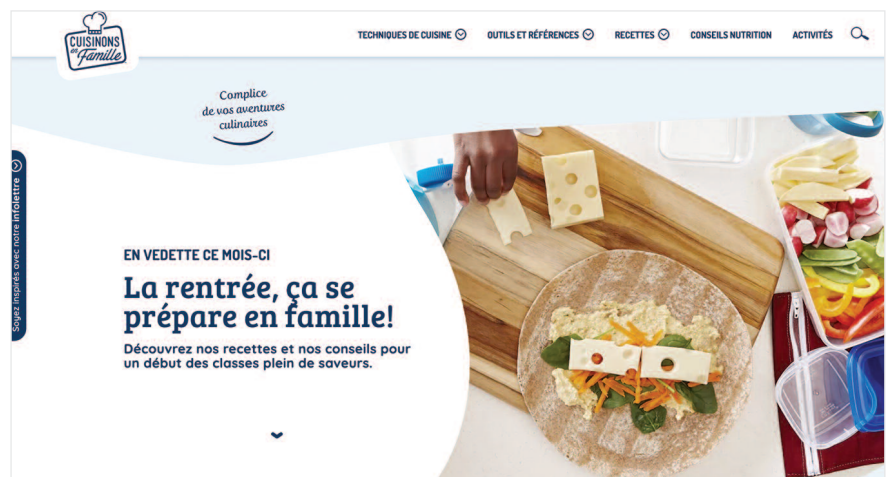 CUISINONS
en Famille
TECHNIQUES DE CUISINE
OUTILS ET RÉFÉRENCES
RECETTES
CONSEILS NUTRITION
ACTIVITÉS
Complice
de vos aventures
culinaires
Soyez inspirés avec notre infolettre
EN VEDETTE CE MOIS-CI
La rentrée, ça se
prépare en famille!
Découvrez nos recettes et nos conseils pour
un début des classes plein de saveurs.